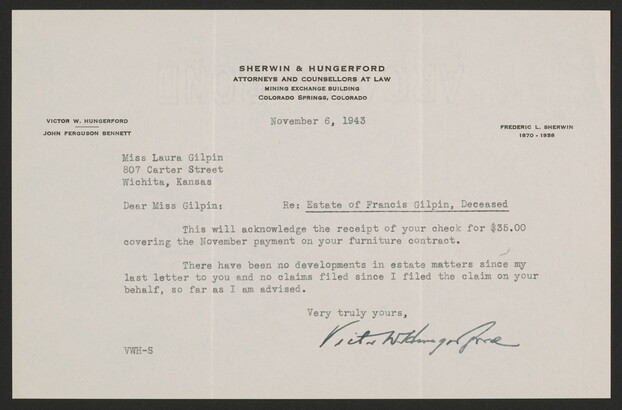 SHERWIN & HUNGERFORD
ATTORNEYS AND COUNSELLORS AT LAW
MINING EXCHANGE BUILDING
COLORADO SPRINGS, COLORADO
VICTOR W. HUNGERFORD
JOHN FERGUSON BENNETT
November 6, 1943
FREDERIC L. SHERWIN
1870 - 1938
Miss Laura Gilpin
807 Carter Street
Wichita, Kansas
Dear Miss Gilpin: Re: Estate of Francis Gilpin, Deceased
This will acknowledge the receipt of your check for $35.00
covering the November payment on your furniture contract.
There have been no developments in estate matters since my
last letter to you and no claims filed since I filed the claim on your
behalf, so far as I am advised.
Very truly yours,
Victor W Hungerford
VWH-S